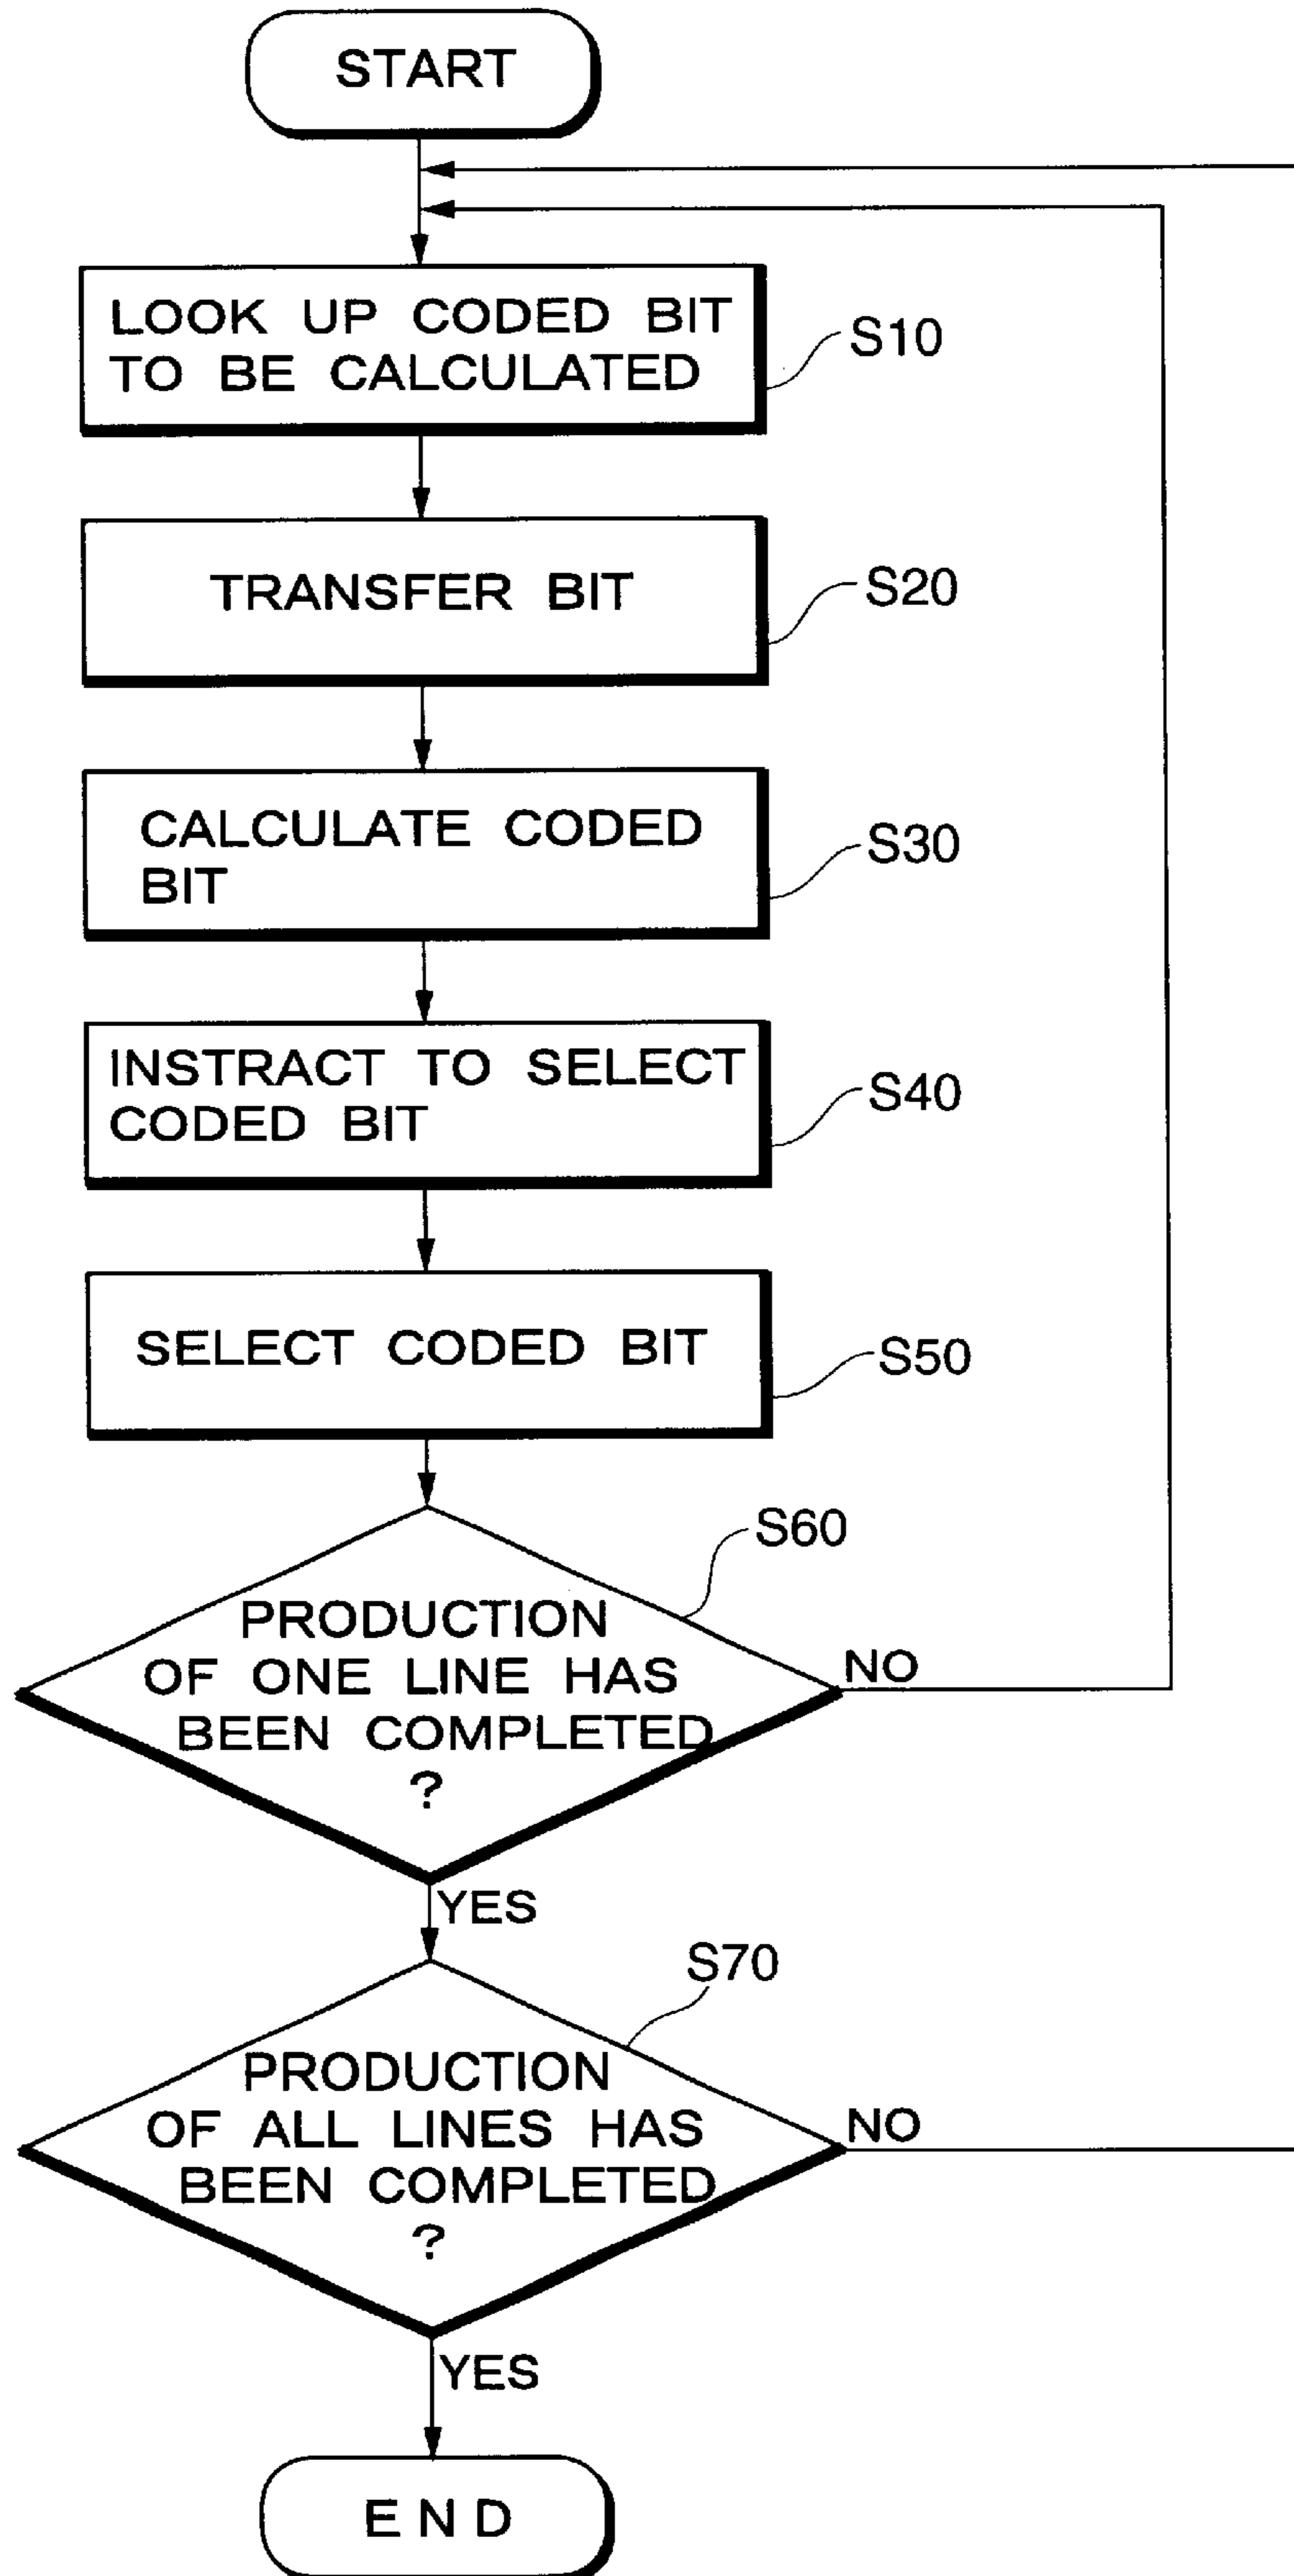 START
LOOK UP CODED BIT
TO BE CALCULATED
S10
TRANSFER BIT
S20
CALCULATE CODED
BIT
S30
INSTRACT TO SELECT
CODED BIT
S40
SELECT CODED BIT
S50
S60
PRODUCTION
OF ONE LINE HAS
BEEN COMPLETED
?
NO
YES
S70
PRODUCTION
OF ALL LINES HAS
BEEN COMPLETED
?
NO
YES
END